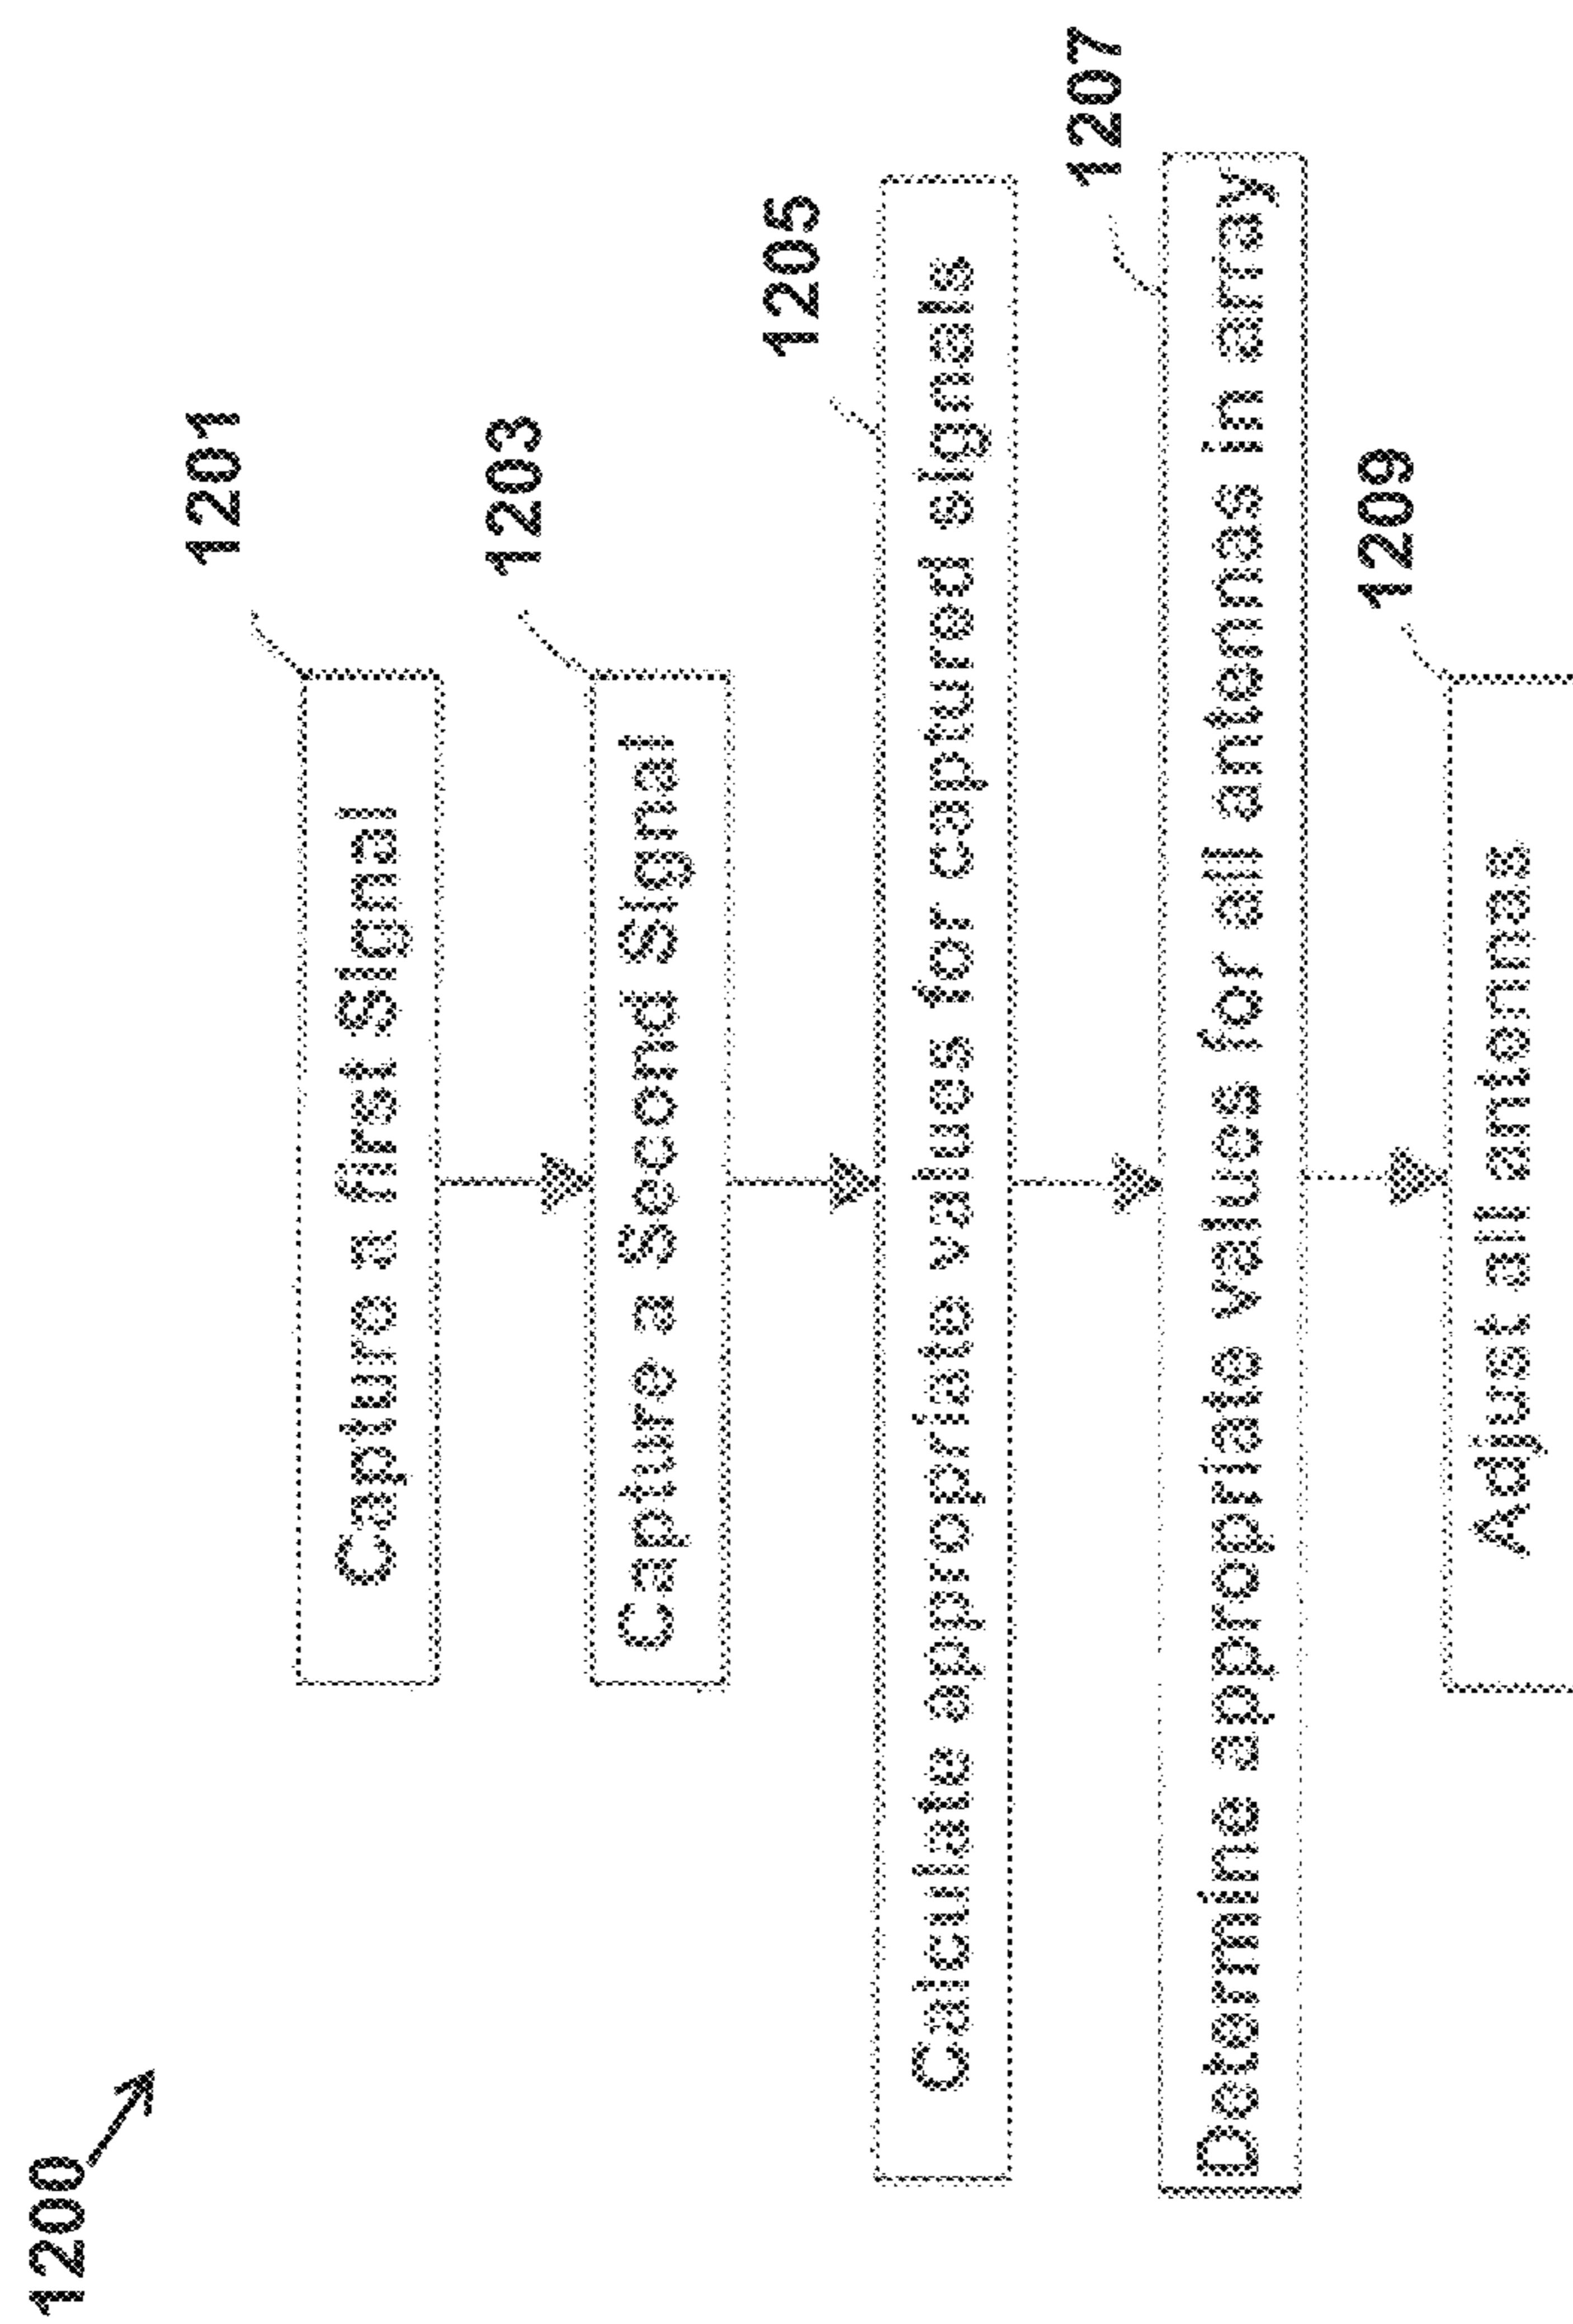 1200
1201
Capture a first Signal
1203
Capture a Second Signal
1205
Calculate appropriate values for captured signals
1207
Determine appropriate values for all antennas in array
1209
Adjust all antennas